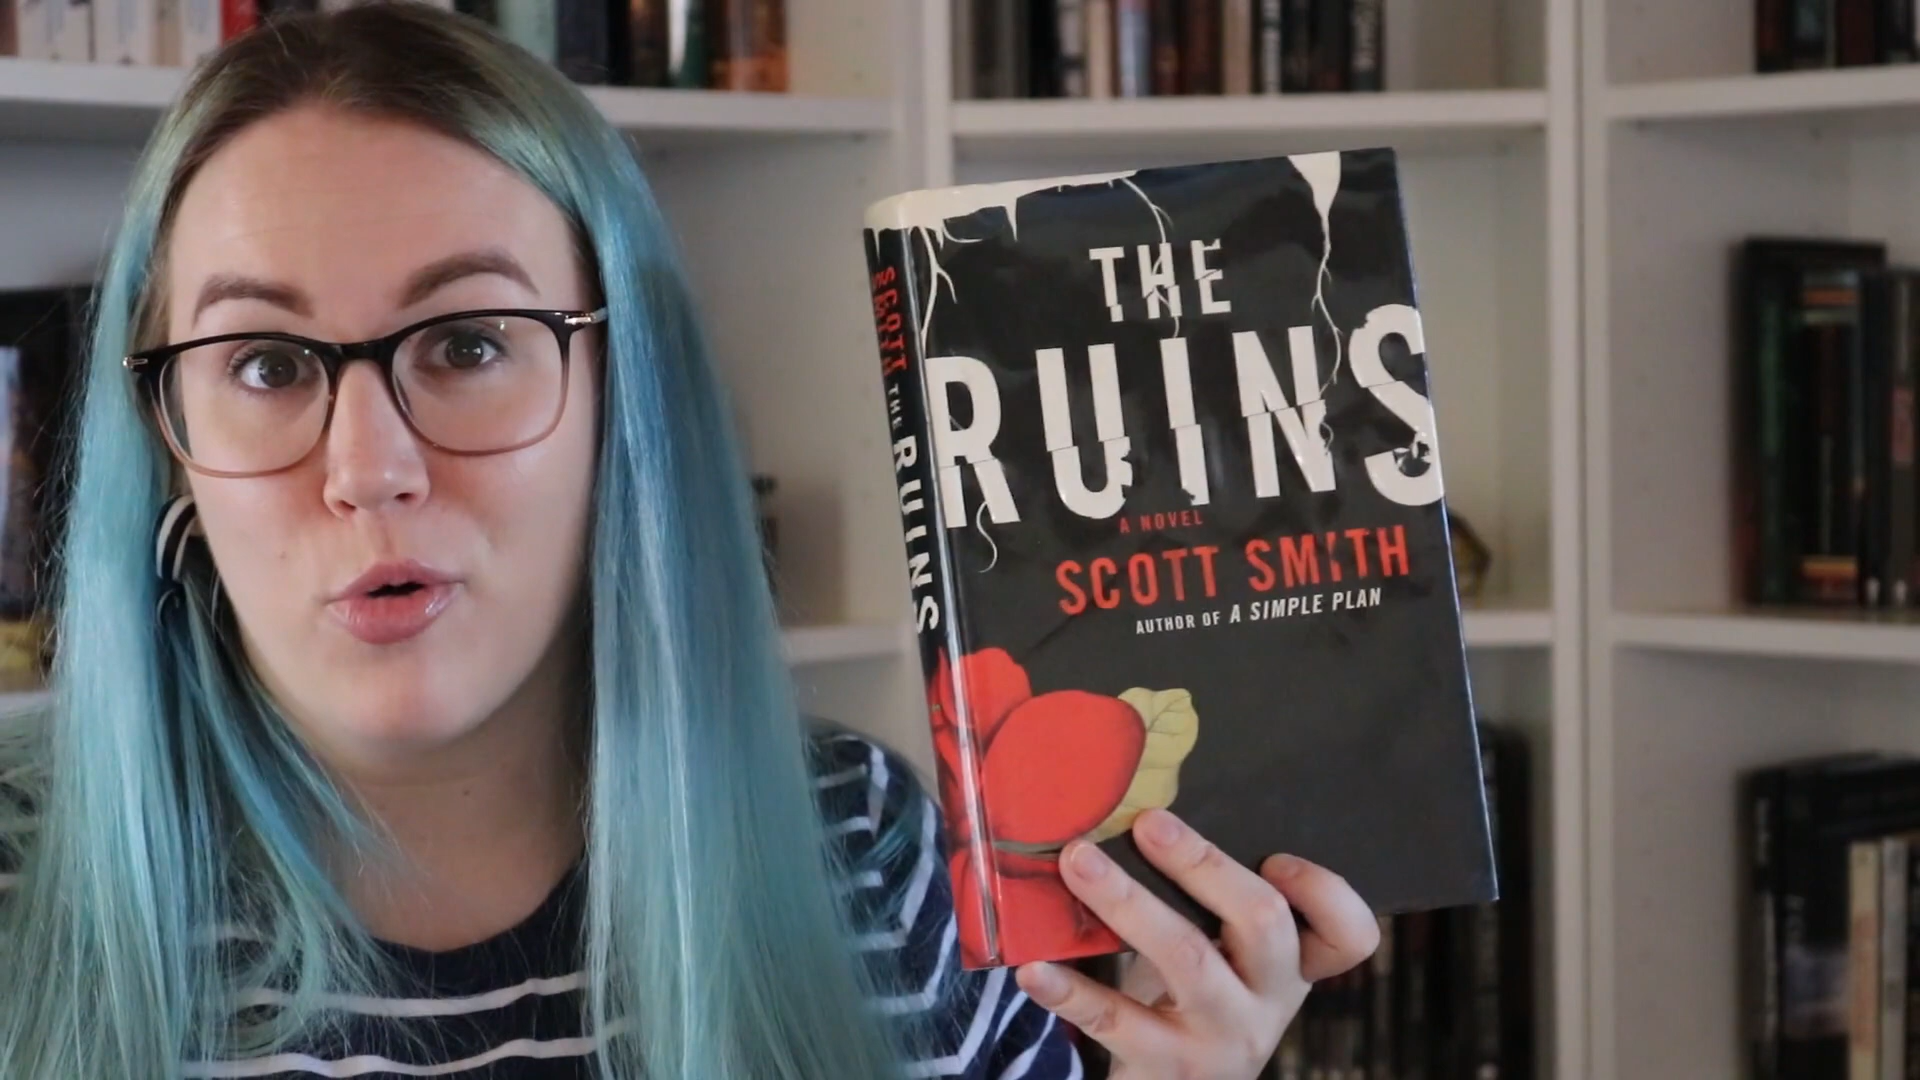 SCOTT SMITH THE RUINS
THE
RUINS
A NOVEL
SCOTT SMITH
AUTHOR OF A SIMPLE PLAN